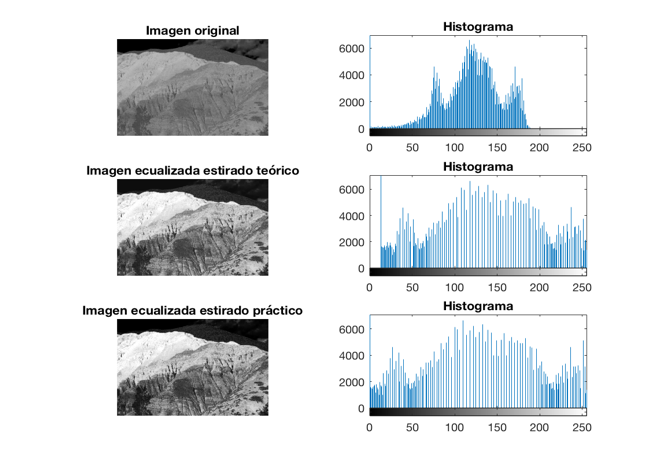 Imagen original
Histograma
6000
4000
2000
0
0 50 100 150 200 250
Imagen ecualizada estirado teórico
Histograma
6000
4000
2000
0
0 50 100 150 200 250
Imagen ecualizada estirado práctico
Histograma
6000
4000
2000
0
0 50 100 150 200 250